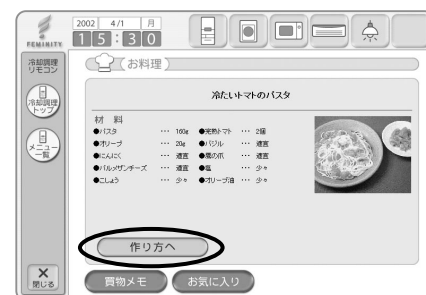 FEMINITY
2002 4/1 月
15:30
冷却調理
リモコン
お料理
冷却調理
トップ
メニュー
一覧
冷たいトマトのパスタ
材 料
●パスタ … 160g ●完熟トマト … 2個
●オリーブ … 20g ●バジル … 適宜
●にんにく … 適宜 ●鷹の爪 … 適宜
●パルメザンチーズ … 適宜 ●塩 … 少々
●こしょう … 少々 ●オリーブ油 … 少々
作り方へ
買物メモ お気に入り
×
閉じる